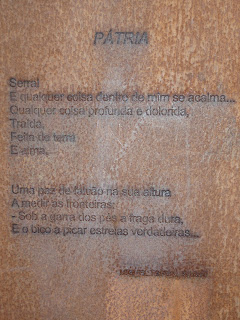 PÁTRIA
Serra!
E qualquer coisa dentro de mim se acalma...
Qualquer coisa profunda e dolorida,
Traída,
Feita de terra
E alma.
Uma paz de falcão na sua altura
A medir as fronteiras:
- Sob a garra dos pés a fraga dura,
E o bico a picar estrelas verdadeiras...